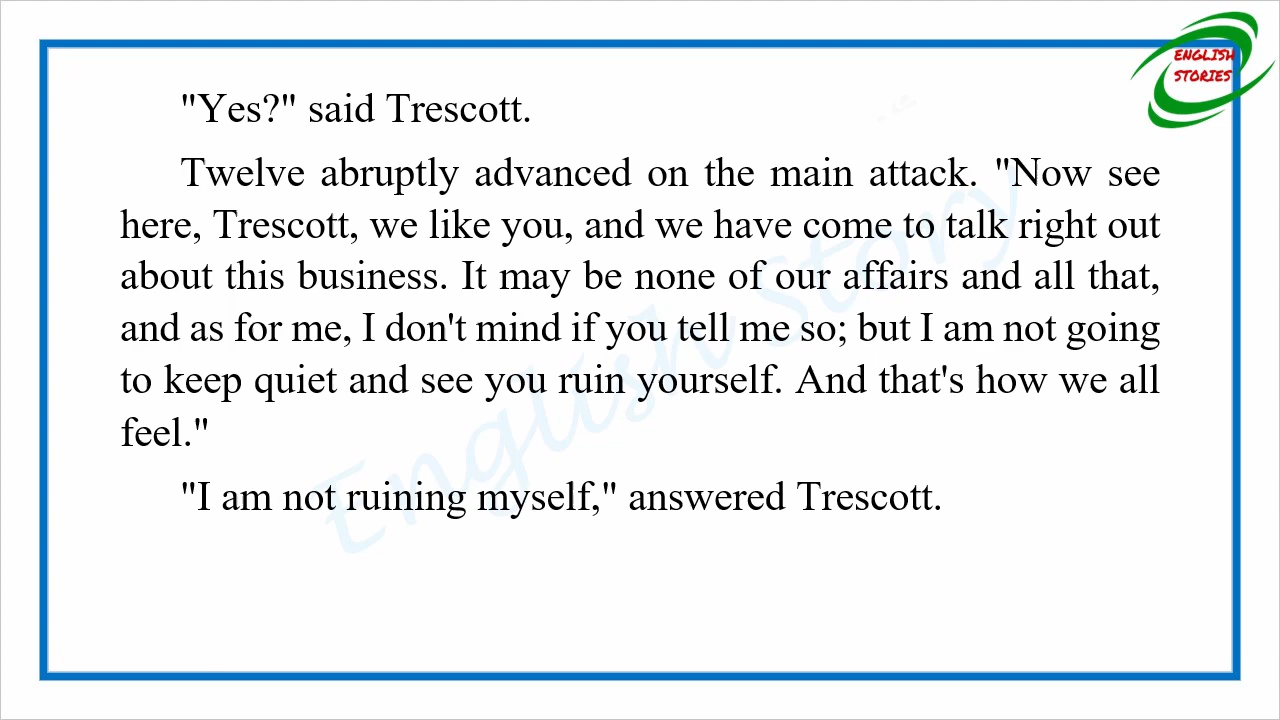 ENGLISH
STORIES
"Yes?" said Trescott.
Twelve abruptly advanced on the main attack. "Now see
here, Trescott, we like you, and we have come to talk right out
about this business. It may be none of our affairs and all that,
and as for me, I don't mind if you tell me so; but I am not going
to keep quiet and see you ruin yourself. And that's how we all
feel."
"I am not ruining myself," answered Trescott.
English Story